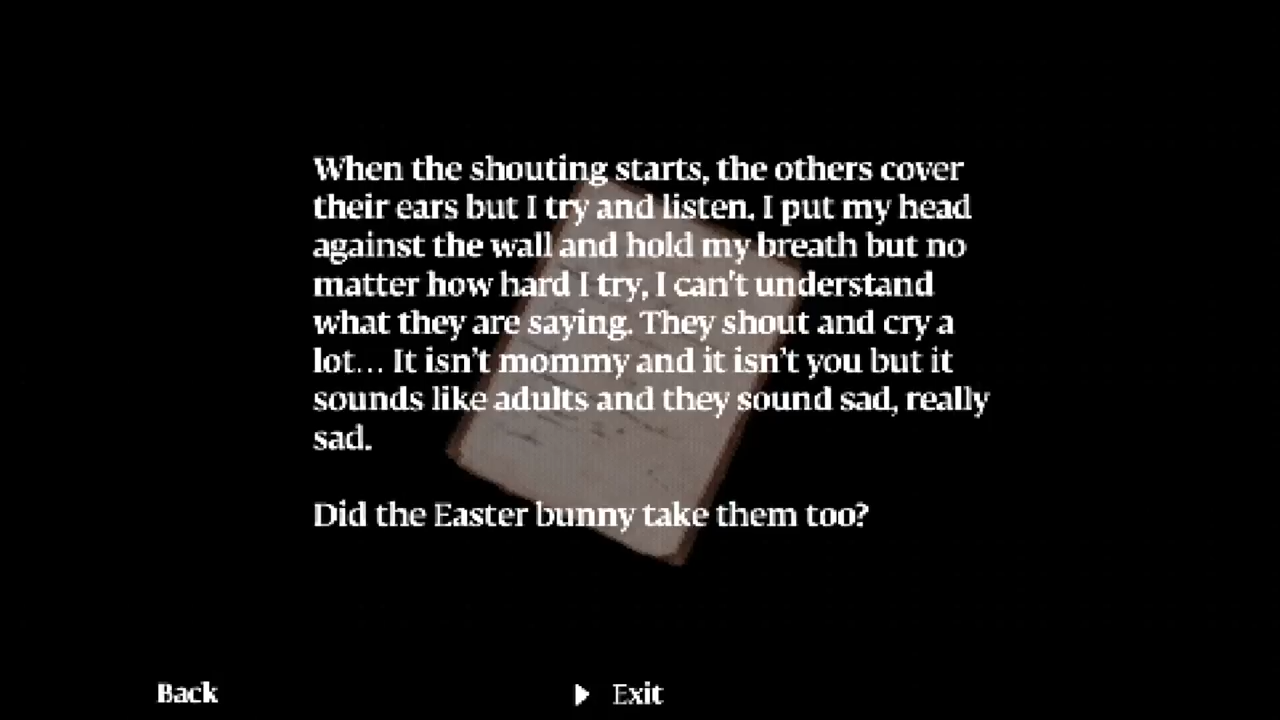 When the shouting starts, the others cover
their ears but I try and listen. I put my head
against the wall and hold my breath but no
matter how hard I try, I can't understand
what they are saying. They shout and cry a
lot… It isn’t mommy and it isn’t you but it
sounds like adults and they sound sad, really
sad.
Did the Easter bunny take them too?
Back
Exit